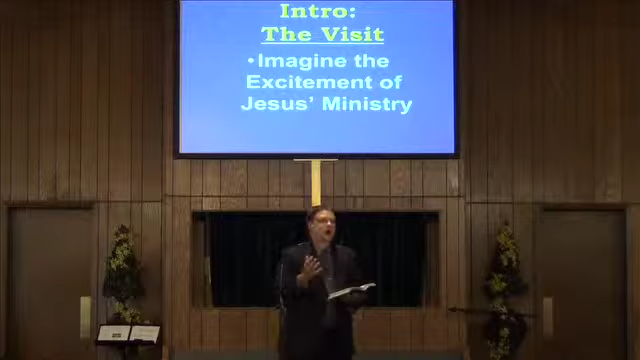 Intro:
The Visit
•Imagine the
Excitement of
Jesus’ Ministry